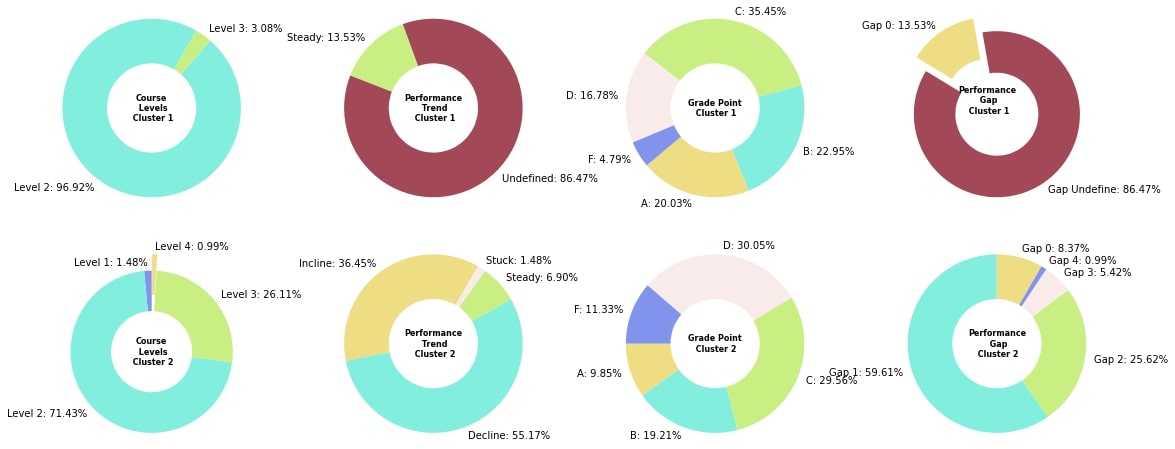 Level 3: 3.08%
Course
Levels
Cluster 1
Level 2: 96.92%
Steady: 13.53%
Performance
Trend
Cluster 1
Undefined: 86.47%
C: 35.45%
D: 16.78%
Grade Point
Cluster 1
F: 4.79%
B: 22.95%
A: 20.03%
Gap 0: 13.53%
Performance
Gap
Cluster 1
Gap Undefine: 86.47%
Level 4: 0.99%
Level 1: 1.48%
Level 3: 26.11%
Course
Levels
Cluster 2
Level 2: 71.43%
Incline: 36.45%
Stuck: 1.48%
Steady: 6.90%
Performance
Trend
Cluster 2
Decline: 55.17%
D: 30.05%
F: 11.33%
Grade Point
Cluster 2
A: 9.85%
C: 29.56%
B: 19.21%
Gap 0: 8.37%
Gap 4: 0.99%
Gap 3: 5.42%
Performance
Gap
Cluster 2
Gap 2: 25.62%
Gap 1: 59.61%